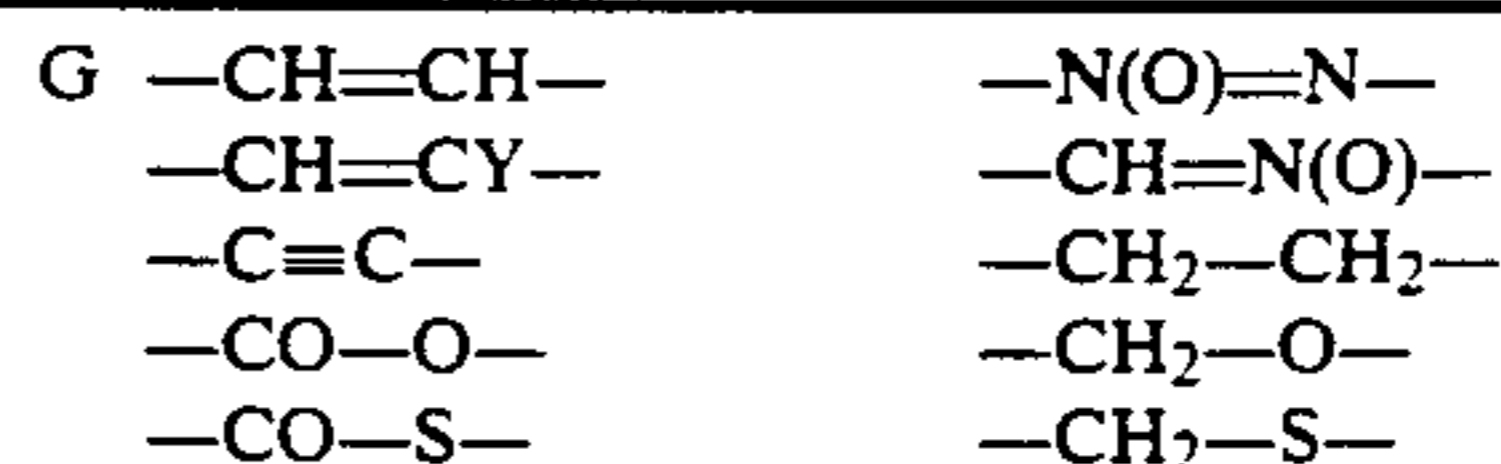 G —CH=CH— —N(O)=N—
—CH=CY— —CH=N(O)—
—C≡C— —CH₂—CH₂—
—CO—O— —CH₂—O—
—CO—S— —CH₂—S—